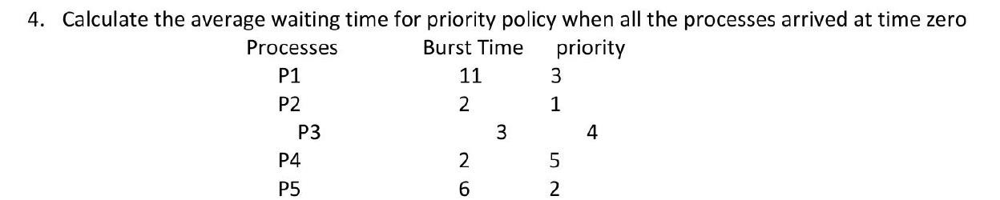 4. Calculate the average waiting time for priority policy when all the processes arrived at time zero
Processes Burst Time priority
P1 11 3
P2 2 1
P3 3 4
P4 2 5
P5 6 2